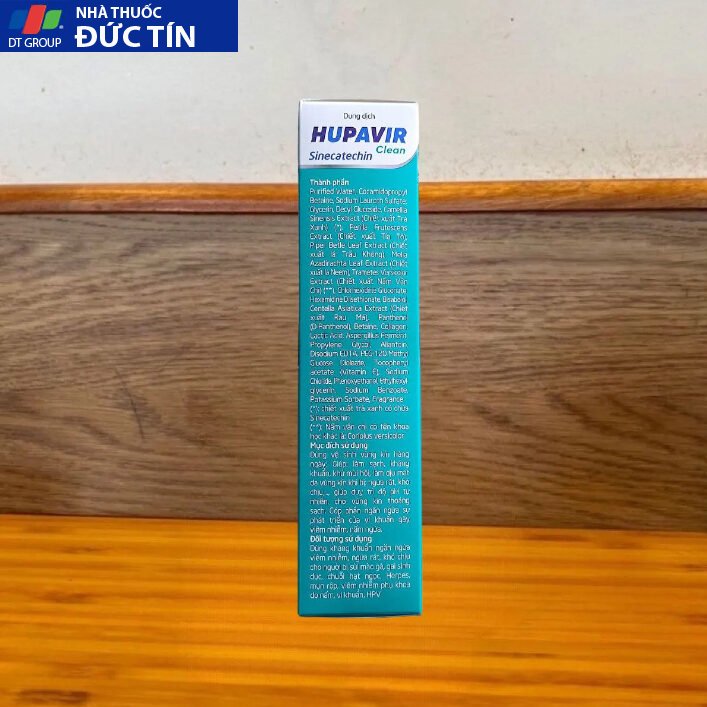 DT GROUP
NHÀ THUỐC
ĐỨC TÍN
Dung dịch
HUPAVIR
Clean
Sinecatechin
Thành phần
Purified Water, Cocamidopropyl
Betaine, Sodium Laureth Sulfate,
Glycerin, Decyl Glucoside, Camellia
Sinensis Extract (Chiết xuất Trà
Xanh) (*), Perilla Frutescens
Extract (Chiết xuất Tía Tô),
Piper Betle Leaf Extract (Chiết
xuất lá Trầu Không), Melia
Azadirachta Leaf Extract (Chiết
xuất lá Neem), Trametes Versicolor
Extract (Chiết xuất Nấm Vân
Chi) (**), Chlorhexidine Gluconate,
Hexamidine Diisethionate, Bisabolol,
Centella Asiatica Extract (Chiết
xuất Rau Má), Panthenol
(D-Panthenol), Betaine, Collagen,
Lactic Acid, Aspergillus Ferment,
Propylene Glycol, Allantoin,
Disodium EDTA, PEG-120 Methyl
Glucose Dioleate, Tocopheryl
acetate (Vitamin E), Sodium
Chloride, Phenoxyethanol, Ethylhexyl
glycerin, Sodium Benzoate,
Potassium Sorbate, Fragrance
(*): chiết xuất trà xanh có chứa
Sinecatechin
(**): Nấm vân chi có tên khoa
học khác là: Coriolus versicolor
Mục đích sử dụng
Dùng vệ sinh vùng kín hàng
ngày. Giúp làm sạch, kháng
khuẩn, khử mùi hôi, làm dịu mát
da vùng kín khi bị ngứa rát, khó
chịu..., giúp duy trì độ pH tự
nhiên, cho vùng kín thoáng
sạch. Góp phần ngăn ngừa sự
phát triển của vi khuẩn gây
viêm nhiễm, nấm ngứa.
Đối tượng sử dụng
Dùng kháng khuẩn ngăn ngừa
viêm nhiễm, ngứa rát, khó chịu
cho người bị sùi mào gà, gai sinh
dục, chuỗi hạt ngọc, Herpes,
mụn rộp, viêm nhiễm phụ khoa
do nấm, vi khuẩn, HPV